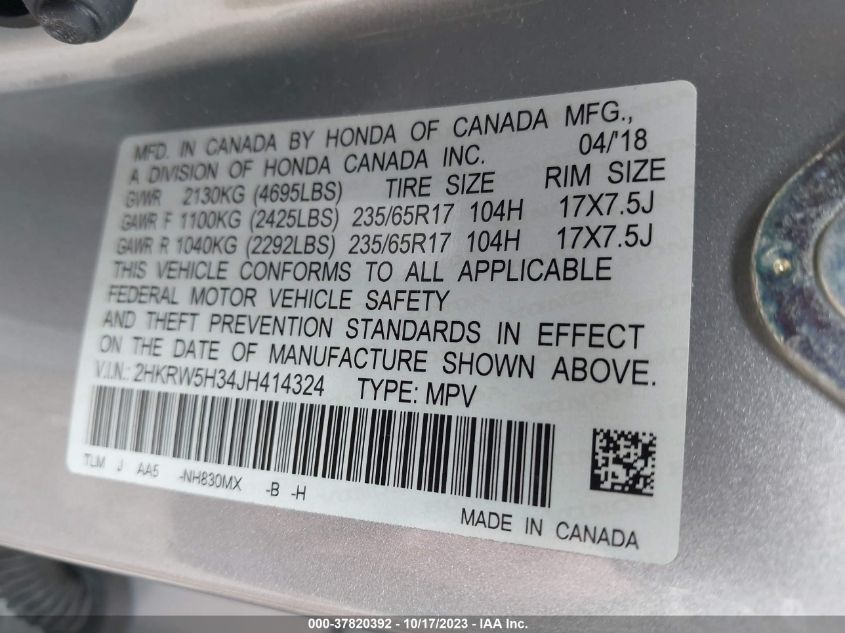 MFD. IN CANADA BY HONDA OF CANADA MFG.,
A DIVISION OF HONDA CANADA INC. 04/'18
GVWR 2130KG (4695LBS) TIRE SIZE RIM SIZE
GAWR F 1100KG (2425LBS) 235/65R17 104H 17X7.5J
GAWR R 1040KG (2292LBS) 235/65R17 104H 17X7.5J
THIS VEHICLE CONFORMS TO ALL APPLICABLE
FEDERAL MOTOR VEHICLE SAFETY
AND THEFT PREVENTION STANDARDS IN EFFECT
ON THE DATE OF MANUFACTURE SHOWN ABOVE.
V.I.N.: 2HKRW5H34JH414324 TYPE: MPV
TLM J AA5 -NH830MX -B -H
MADE IN CANADA
000-37820392 - 10/17/2023 - IAA Inc.